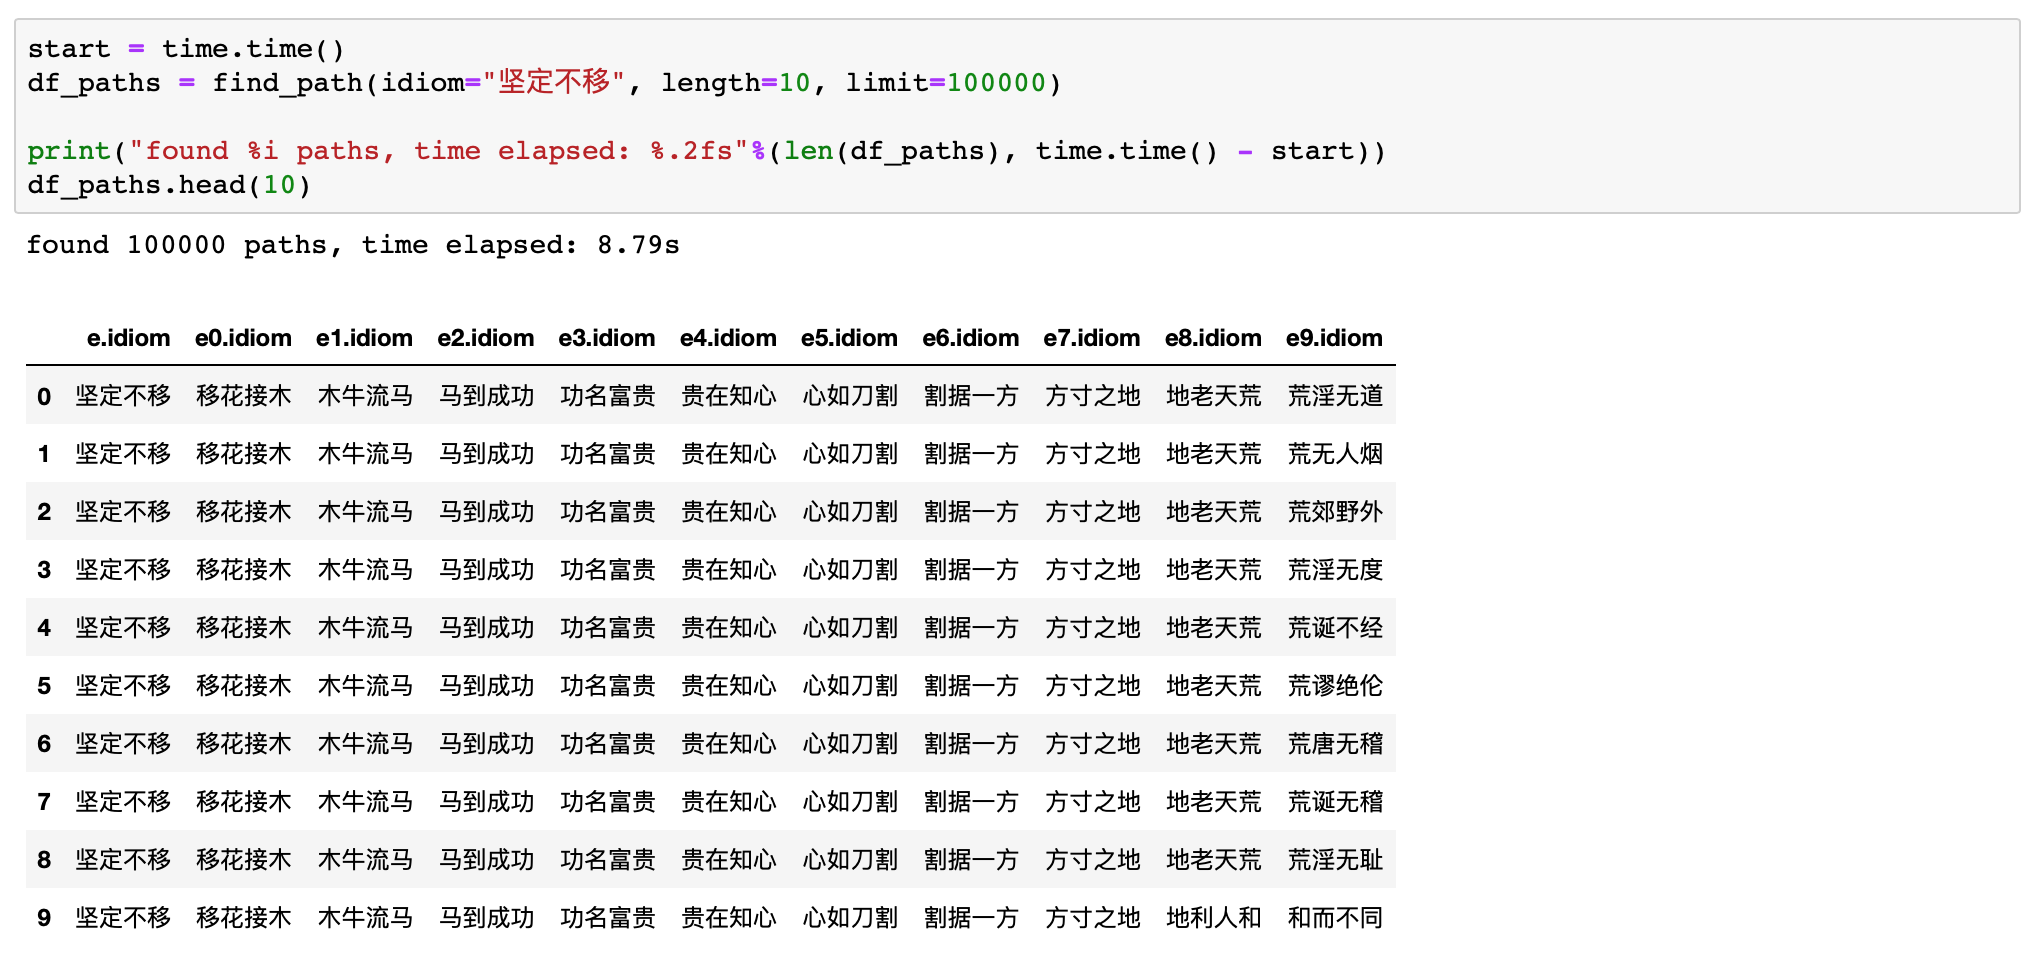 start = time.time()
df_paths = find_path(idiom="坚定不移", length=10, limit=100000)
print("found %i paths, time elapsed: %.2fs"%(len(df_paths), time.time() - start))
df_paths.head(10)
found 100000 paths, time elapsed: 8.79s
e.idiom e0.idiom e1.idiom e2.idiom e3.idiom e4.idiom e5.idiom e6.idiom e7.idiom e8.idiom e9.idiom
0 坚定不移 移花接木 木牛流马 马到成功 功名富贵 贵在知心 心如刀割 割据一方 方寸之地 地老天荒 荒淫无道
1 坚定不移 移花接木 木牛流马 马到成功 功名富贵 贵在知心 心如刀割 割据一方 方寸之地 地老天荒 荒无人烟
2 坚定不移 移花接木 木牛流马 马到成功 功名富贵 贵在知心 心如刀割 割据一方 方寸之地 地老天荒 荒郊野外
3 坚定不移 移花接木 木牛流马 马到成功 功名富贵 贵在知心 心如刀割 割据一方 方寸之地 地老天荒 荒淫无度
4 坚定不移 移花接木 木牛流马 马到成功 功名富贵 贵在知心 心如刀割 割据一方 方寸之地 地老天荒 荒诞不经
5 坚定不移 移花接木 木牛流马 马到成功 功名富贵 贵在知心 心如刀割 割据一方 方寸之地 地老天荒 荒谬绝伦
6 坚定不移 移花接木 木牛流马 马到成功 功名富贵 贵在知心 心如刀割 割据一方 方寸之地 地老天荒 荒唐无稽
7 坚定不移 移花接木 木牛流马 马到成功 功名富贵 贵在知心 心如刀割 割据一方 方寸之地 地老天荒 荒诞无稽
8 坚定不移 移花接木 木牛流马 马到成功 功名富贵 贵在知心 心如刀割 割据一方 方寸之地 地老天荒 荒淫无耻
9 坚定不移 移花接木 木牛流马 马到成功 功名富贵 贵在知心 心如刀割 割据一方 方寸之地 地利人和 和而不同